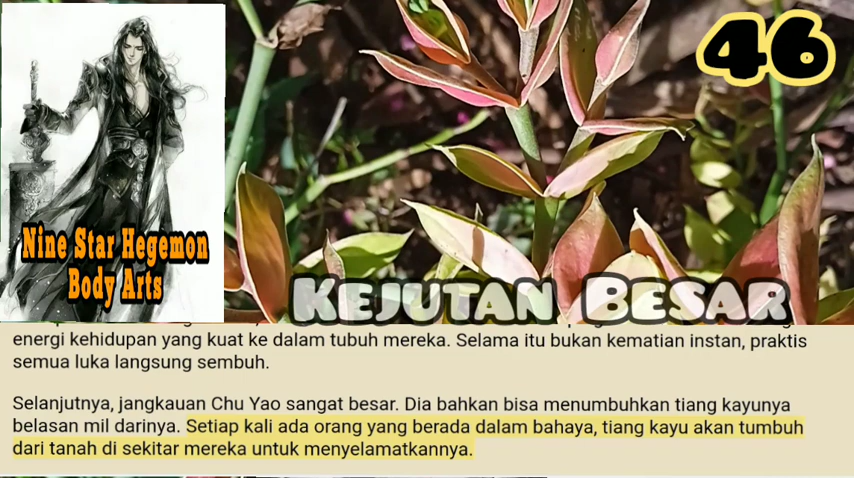 46
Nine Star Hegemon
Body Arts
KEJUTAN BESAR
energi kehidupan yang kuat ke dalam tubuh mereka. Selama itu bukan kematian instan, praktis
semua luka langsung sembuh.
Selanjutnya, jangkauan Chu Yao sangat besar. Dia bahkan bisa menumbuhkan tiang kayunya
belasan mil darinya. Setiap kali ada orang yang berada dalam bahaya, tiang kayu akan tumbuh
dari tanah di sekitar mereka untuk menyelamatkannya.